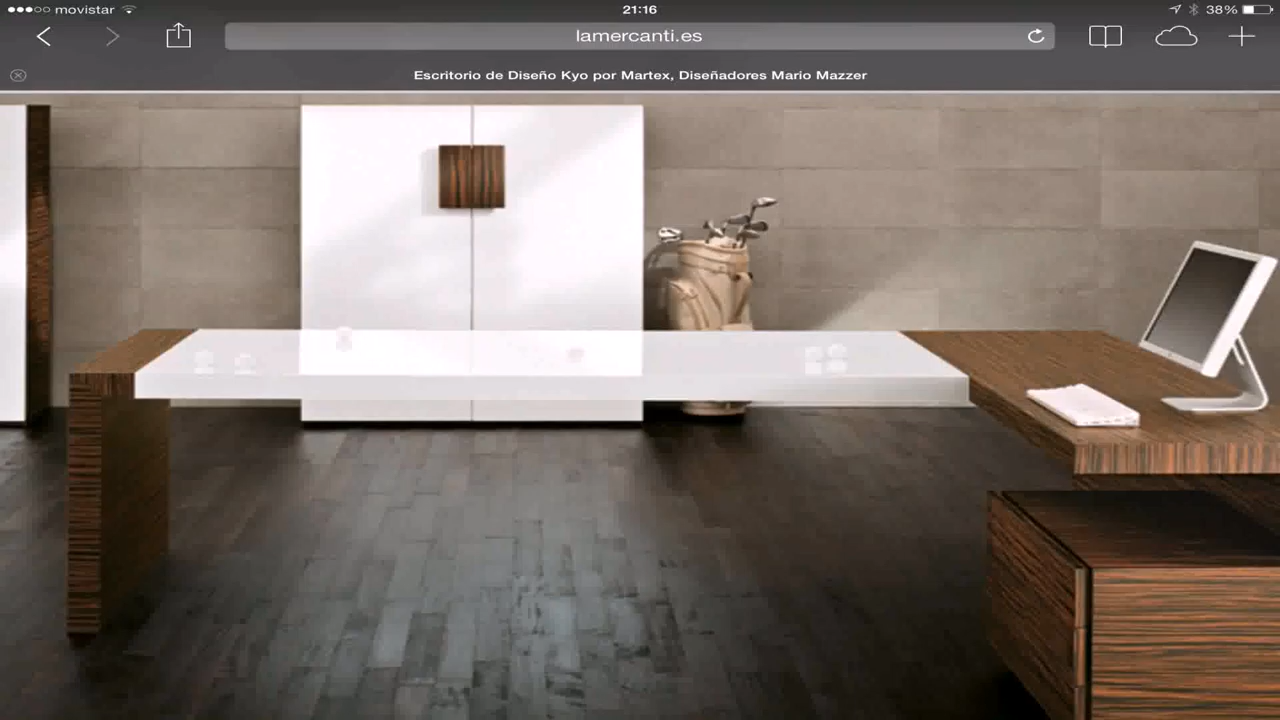 movistar 21:16 38%
lamercanti.es
Escritorio de Diseño Kyo por Martex, Diseñadores Mario Mazzer